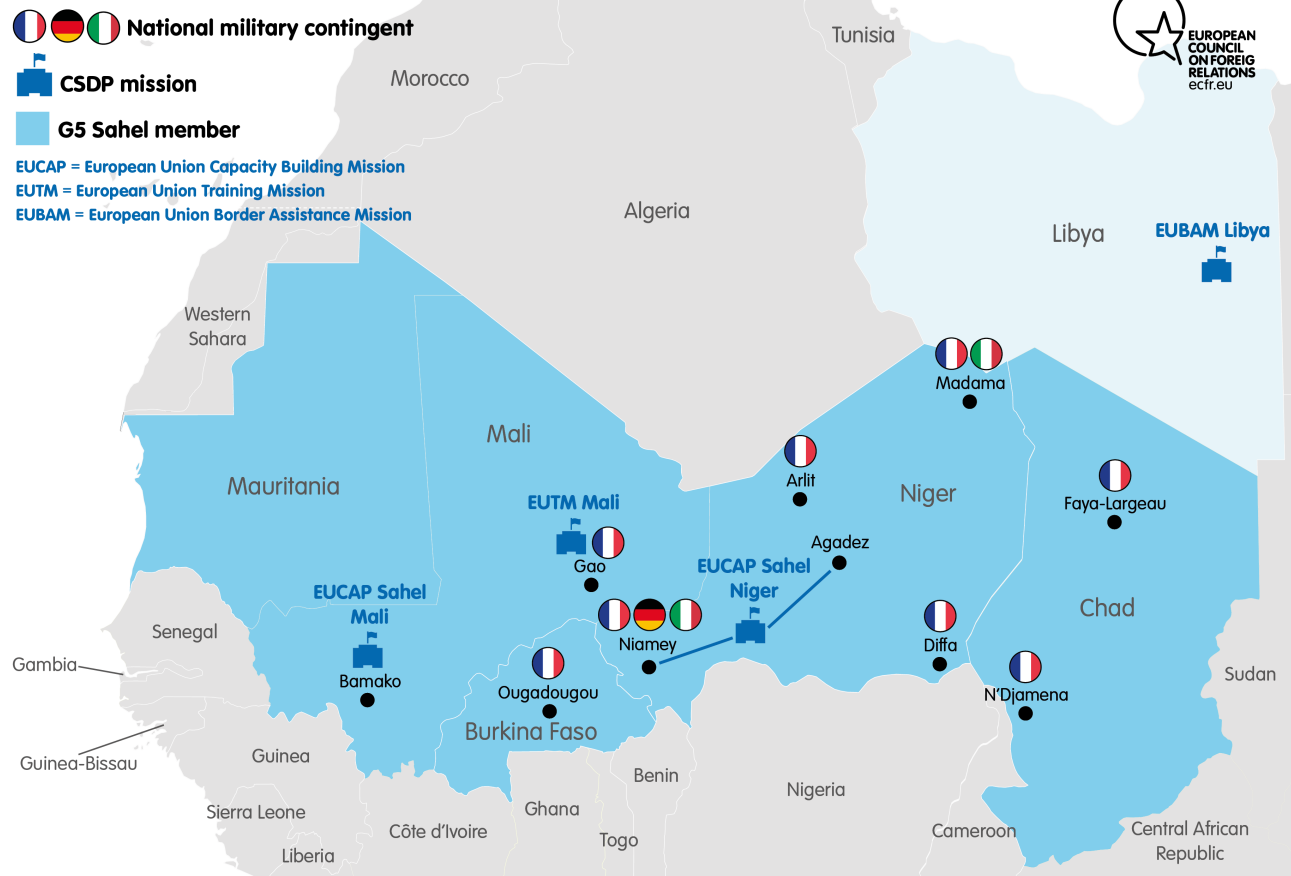 National military contingent
CSDP mission
G5 Sahel member
EUCAP = European Union Capacity Building Mission
EUTM = European Union Training Mission
EUBAM = European Union Border Assistance Mission
EUROPEAN
COUNCIL
ON FOREIG
RELATIONS
ecfr.eu
Tunisia
Morocco
Algeria
Libya
EUBAM Libya
Western
Sahara
Madama
Mali
Arlit
Mauritania
Niger
Faya-Largeau
EUTM Mali
Gao
Agadez
EUCAP Sahel
Niger
EUCAP Sahel
Mali
Chad
Senegal
Niamey
Diffa
Gambia
Bamako
Ougadougou
N'Djamena
Sudan
Burkina Faso
Guinea-Bissau
Guinea
Benin
Nigeria
Sierra Leone
Ghana
Côte d'Ivoire
Togo
Cameroon
Central African
Republic
Liberia